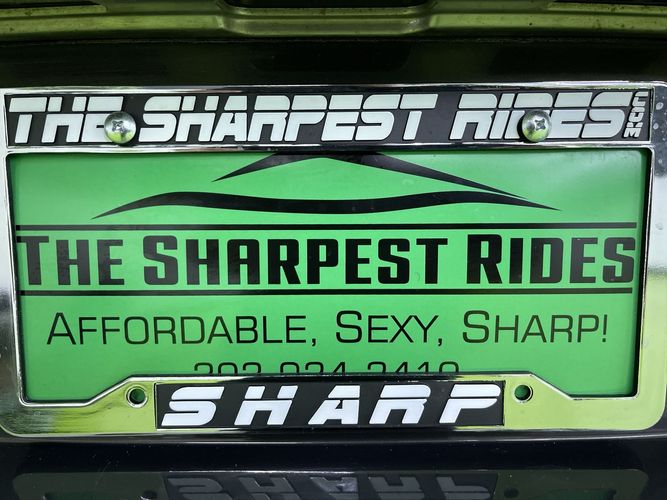 THE SHARPEST RIDES.COM
THE SHARPEST RIDES
AFFORDABLE, SEXY, SHARP!
SHARP